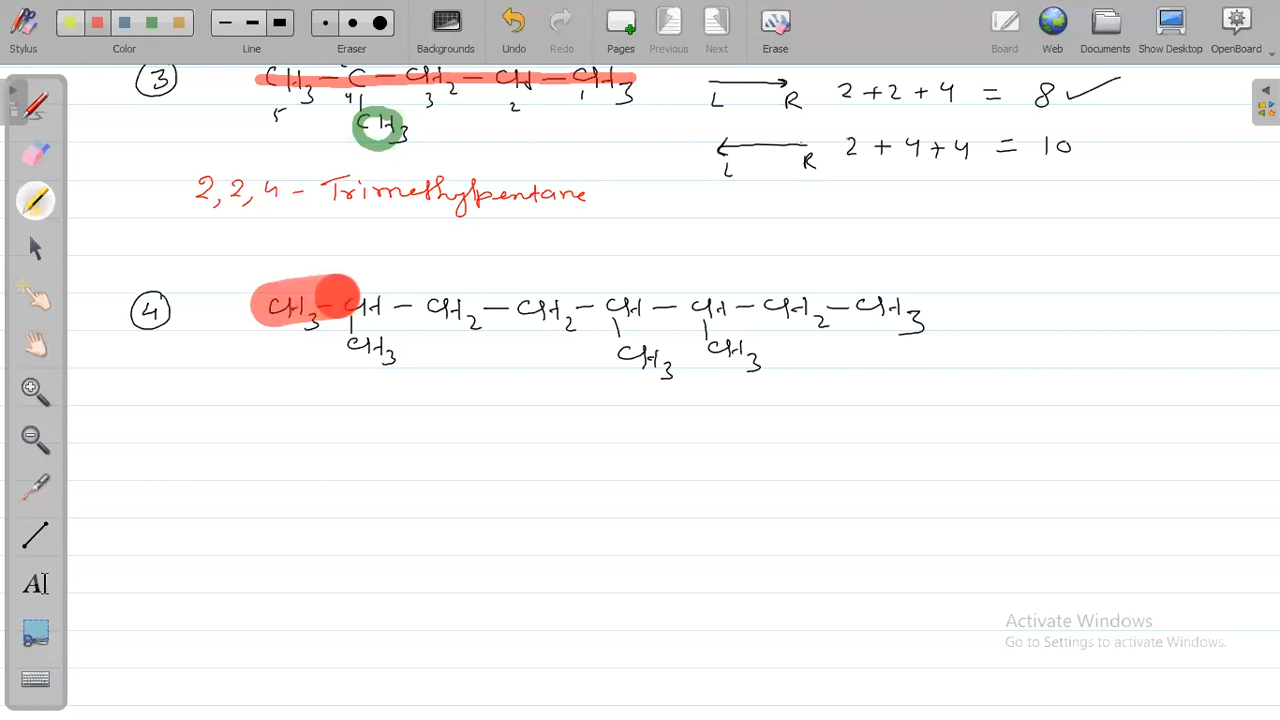 Stylus Color Line Eraser Backgrounds Undo Redo Pages Previous Next Erase Board Web Documents Show Desktop OpenBoard
3 CH3 – C – CH2 – CH – CH3
5 4 3 2 1
CH3
L R 2 + 2 + 4 = 8 ✓
L R 2 + 4 + 4 = 10
2, 2, 4 - Trimethylpentane
4 CH3 – CH – CH2 – CH2 – CH – CH – CH2 – CH3
CH3 CH3 CH3
AI
Activate Windows
Go to Settings to activate Windows.